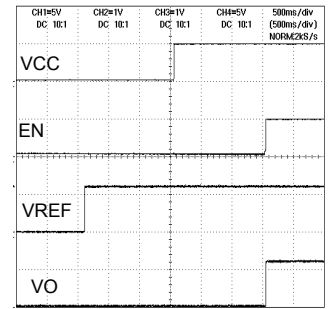 CH1=5V CH2=1V CH3=1V CH4=5V 500ms/div
DC 10:1 DC 10:1 DC 10:1 DC 10:1 (500ms/div)
NORM:2kS/s
VCC
EN
VREF
VO